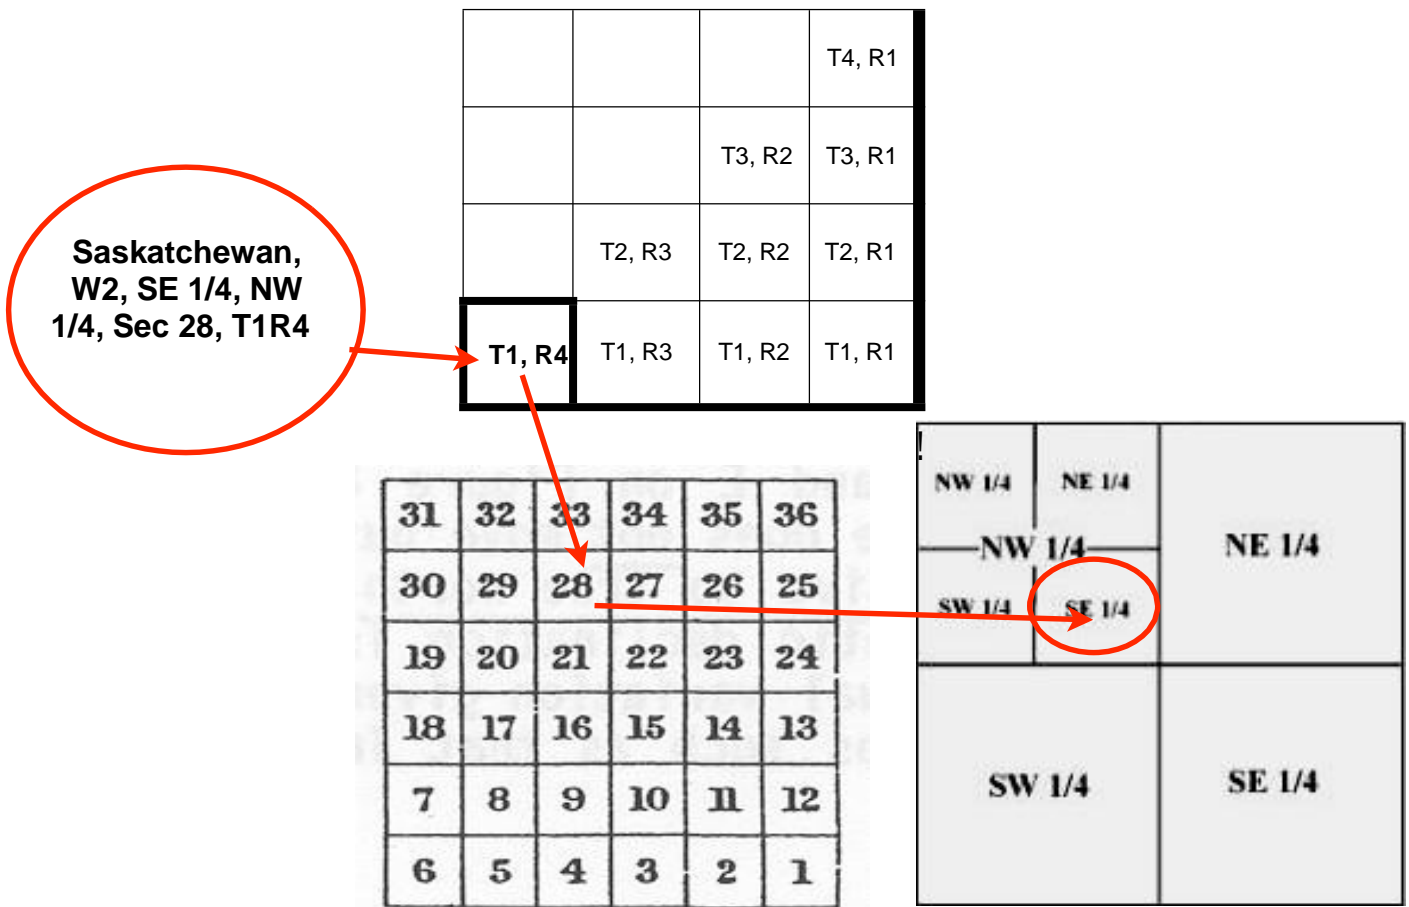 T4, R1
T3, R2 T3, R1
Saskatchewan,
W2, SE 1/4, NW
1/4, Sec 28, T1R4
T2, R3 T2, R2 T2, R1
T1, R4 T1, R3 T1, R2 T1, R1
31 32 33 34 35 36
30 29 28 27 26 25
19 20 21 22 23 24
18 17 16 15 14 13
7 8 9 10 11 12
6 5 4 3 2 1
!
NW 1/4 NE 1/4
NW 1/4 NE 1/4
SW 1/4 SE 1/4
SW 1/4 SE 1/4